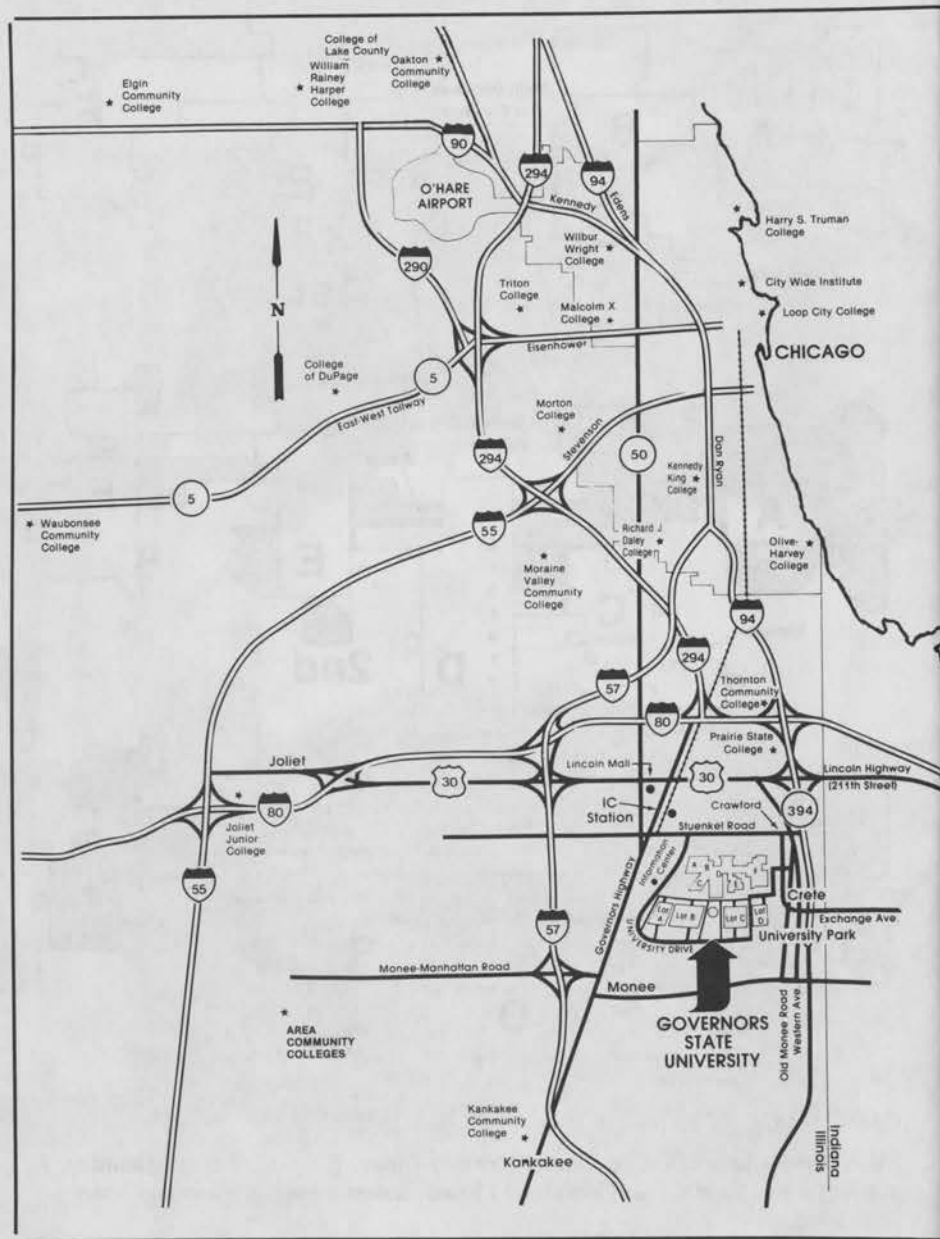 College of
Lake County
Oakton
Community
College
William
Rainey
Harper
College
Elgin
Community
College
90
294
94
O'HARE
AIRPORT
Kennedy
Edens
Harry S. Truman
College
Wilbur
Wright
College
290
N
Triton
College
City Wide Institute
Malcolm X
College
Loop City College
Eisenhower
CHICAGO
College
of DuPage
5
East-West Tollway
Morton
College
Stevenson
Dan Ryan
294
50
Kennedy
King
College
5
55
Waubonsee
Community
College
Richard J
Daley
College
Olive-
Harvey
College
Moraine
Valley
Community
College
94
294
57
Thornton
Community
College
80
Prairie State
College
Joliet
Lincoln Mall
30
30
Lincoln Highway
(211th Street)
80
IC
Station
Crawford
394
Joliet
Junior
College
Stuenkel Road
Information
Center
A
B
D
F
C
E
55
Governors Highway
Crete
Lot
A
Lot B
Lot C
Lot
D
Exchange Ave.
57
UNIVERSITY DRIVE
University Park
Monee-Manhattan Road
Monee
AREA
COMMUNITY
COLLEGES
GOVERNORS
STATE
UNIVERSITY
Old Monee Road
Western Ave.
Kankakee
Community
College
Kankakee
Indiana
Illinois